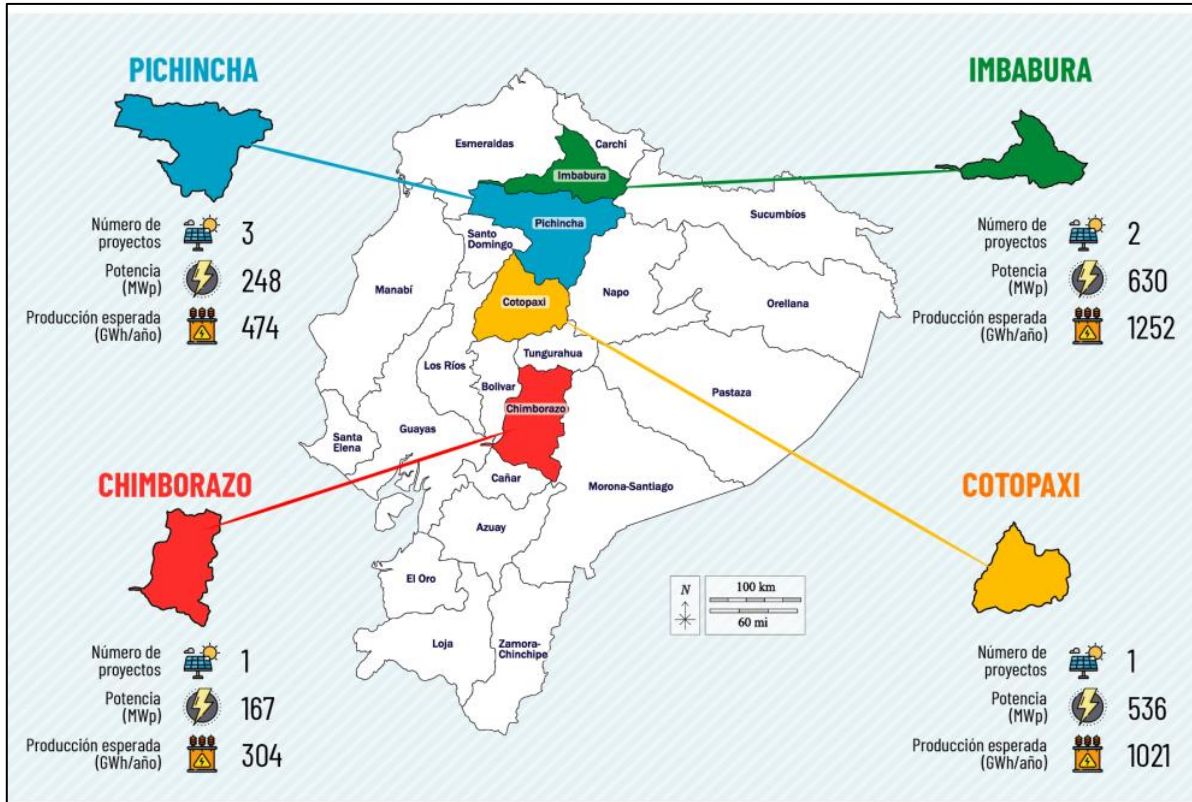 PICHINCHA
Número de
proyectos
3
Potencia
(MWp)
248
Producción esperada
(GWh/año)
474
IMBABURA
Número de
proyectos
2
Potencia
(MWp)
630
Producción esperada
(GWh/año)
1252
Esmeraidas
Carchi
Imbabura
Pichincha
Sucumbíos
Santo
Domingo
Manabí
Cotopaxi
Napo
Orellana
Los Ríos
Tungurahua
Bolivar
Pastaza
Chimborazo
Santa
Elena
Guayas
Cañar
Morona-Santiago
Azuay
El Oro
Loja
Zamora-
Chinchipe
N
100 km
60 mi
CHIMBORAZO
Número de
proyectos
1
Potencia
(MWp)
167
Producción esperada
(GWh/año)
304
COTOPAXI
Número de
proyectos
1
Potencia
(MWp)
536
Producción esperada
(GWh/año)
1021